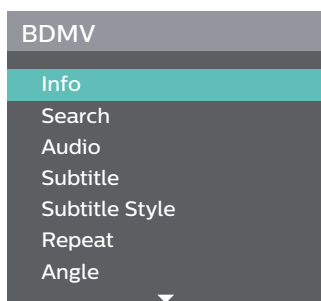 BDMV
Info
Search
Audio
Subtitle
Subtitle Style
Repeat
Angle